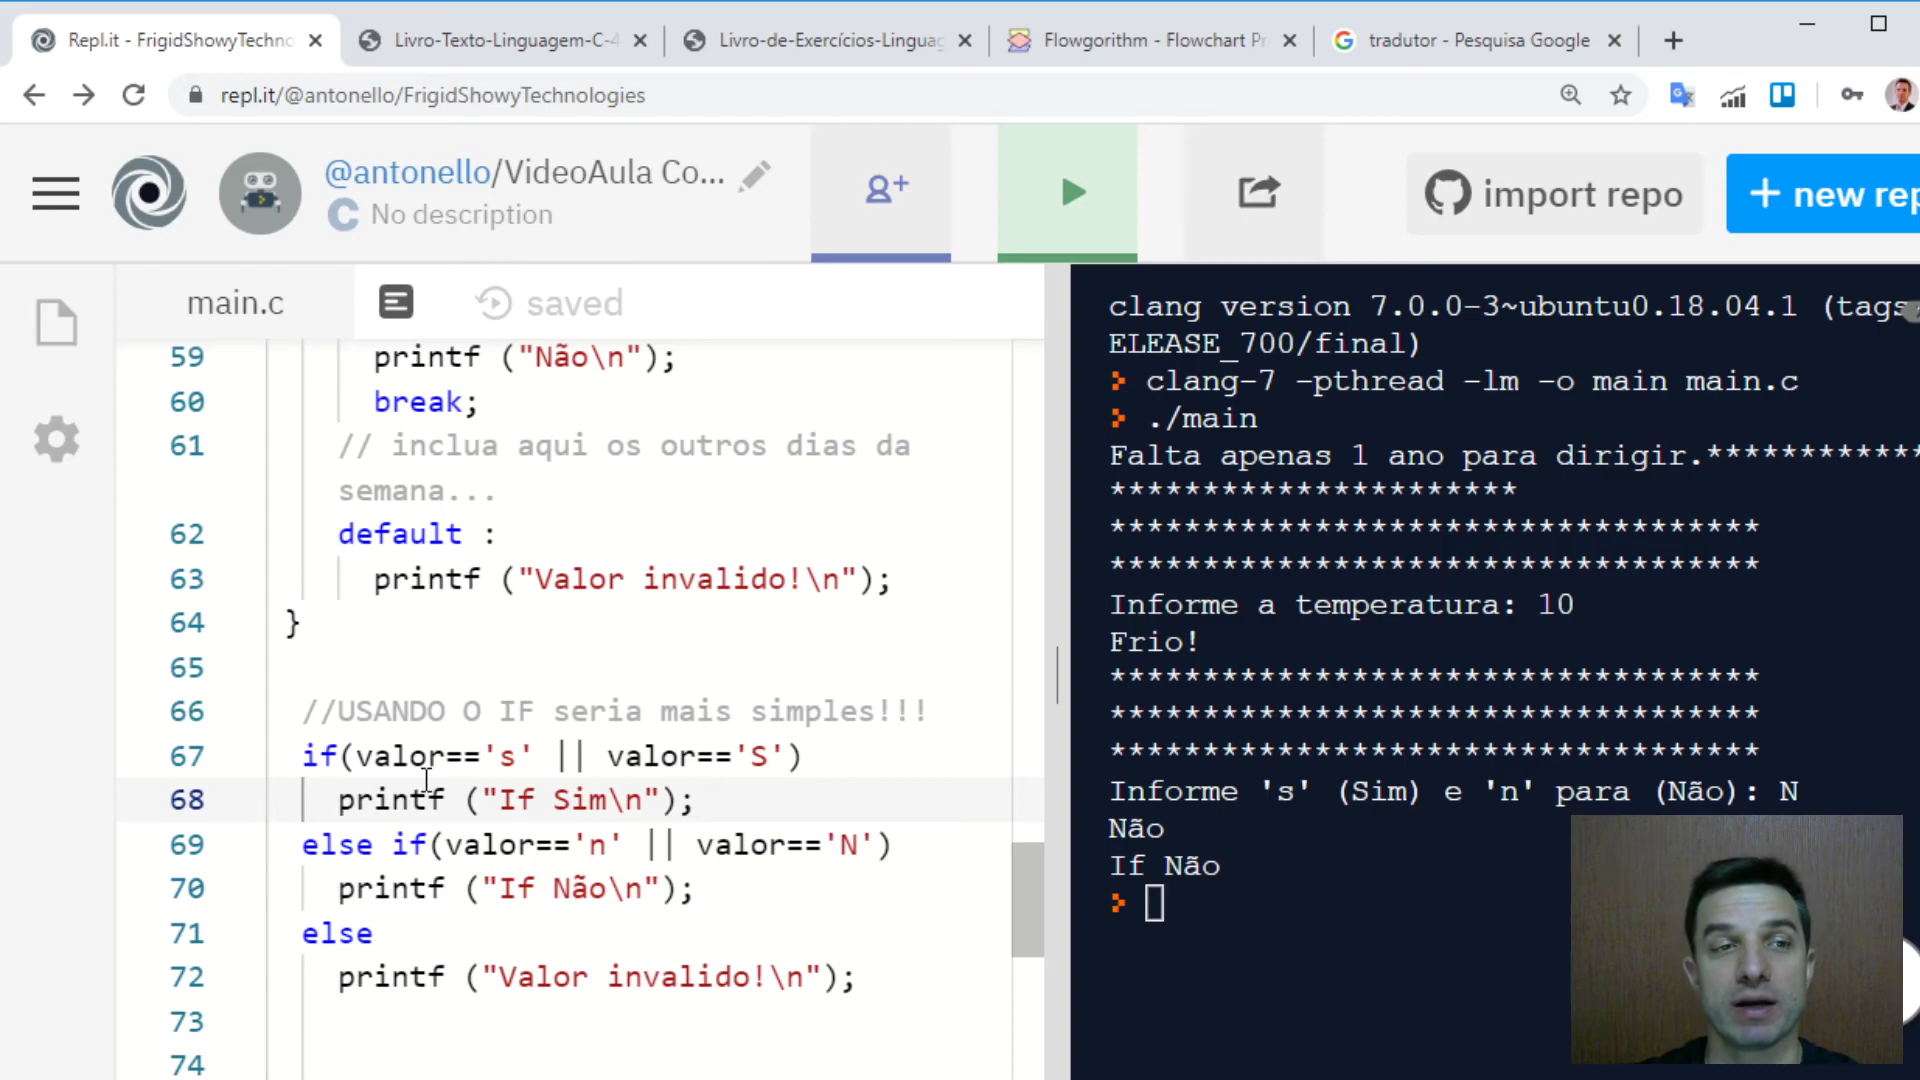 Repl.it - FrigidShowyTechno
Livro-Texto-Linguagem-C-4
Livro-de-Exercícios-Linguag
Flowgorithm - Flowchart Pr
tradutor - Pesquisa Google
repl.it/@antonello/FrigidShowyTechnologies
@antonello/VideoAula Co...
No description
import repo
+ new rep
main.c
saved
59 printf ("Não\n");
60 break;
61 // inclua aqui os outros dias da
semana...
62 default :
63 printf ("Valor invalido!\n");
64 }
65
66 //USANDO O IF seria mais simples!!!
67 if(valor=='s' || valor=='S')
68 printf ("If Sim\n");
69 else if(valor=='n' || valor=='N')
70 printf ("If Não\n");
71 else
72 printf ("Valor invalido!\n");
73
74
clang version 7.0.0-3~ubuntu0.18.04.1 (tags
ELEASE_700/final)
clang-7 -pthread -lm -o main main.c
./main
Falta apenas 1 ano para dirigir.************
**********************
***********************************
***********************************
Informe a temperatura: 10
Frio!
***********************************
***********************************
***********************************
Informe 's' (Sim) e 'n' para (Não): N
Não
If Não